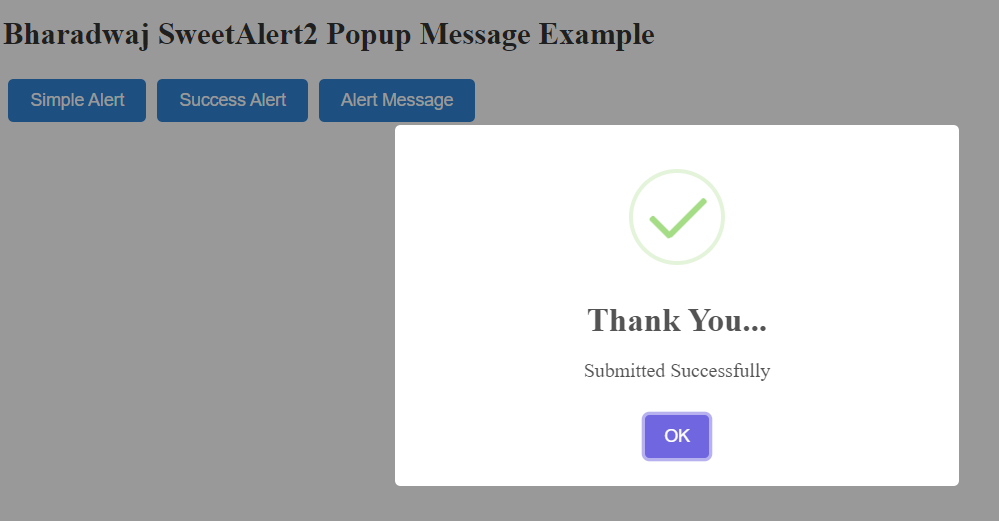 Bharadwaj SweetAlert2 Popup Message Example
Simple Alert Success Alert Alert Message
Thank You...
Submitted Successfully
OK